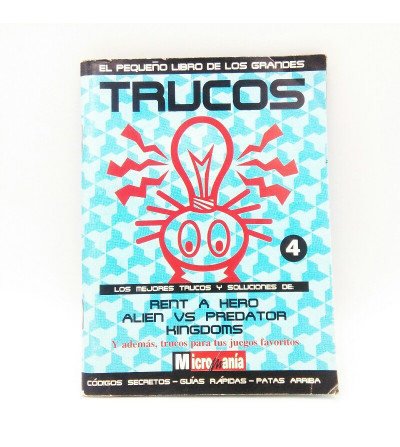 EL PEQUEÑO LIBRO DE LOS GRANDES
TRUCOS
4
LOS MEJORES TRUCOS Y SOLUCIONES DE:
RENT A HERO
ALIEN VS PREDATOR
KINGDOMS
Y además, trucos para tus juegos favoritos
Micromanía
CÓDIGOS SECRETOS - GUÍAS RÁPIDAS - PATAS ARRIBA